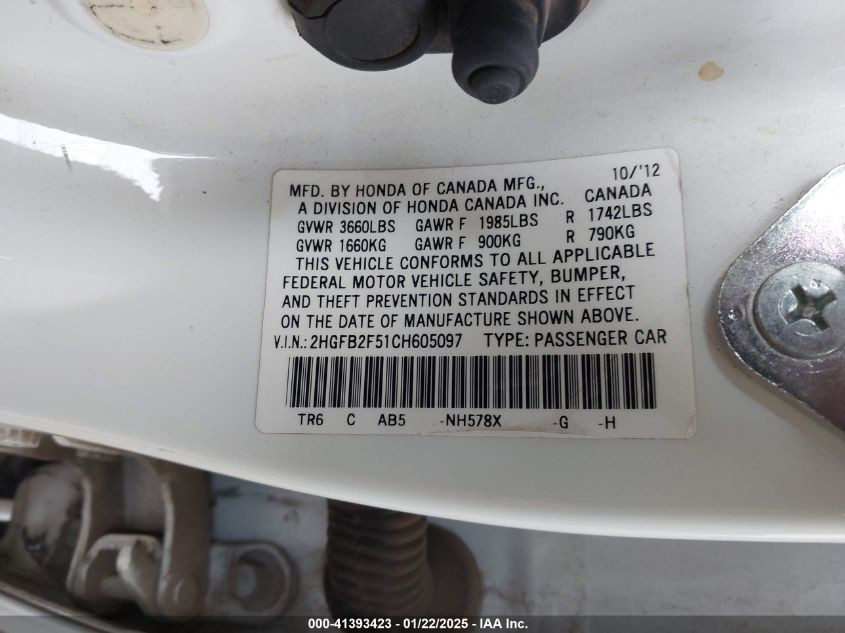 10/'12
MFD. BY HONDA OF CANADA MFG., CANADA
A DIVISION OF HONDA CANADA INC.
GVWR 3660LBS GAWR F 1985LBS R 1742LBS
GVWR 1660KG GAWR F 900KG R 790KG
THIS VEHICLE CONFORMS TO ALL APPLICABLE
FEDERAL MOTOR VEHICLE SAFETY, BUMPER,
AND THEFT PREVENTION STANDARDS IN EFFECT
ON THE DATE OF MANUFACTURE SHOWN ABOVE.
V.I.N.: 2HGFB2F51CH605097 TYPE: PASSENGER CAR
TR6 C AB5 -NH578X -G -H
000-41393423 - 01/22/2025 - IAA Inc.